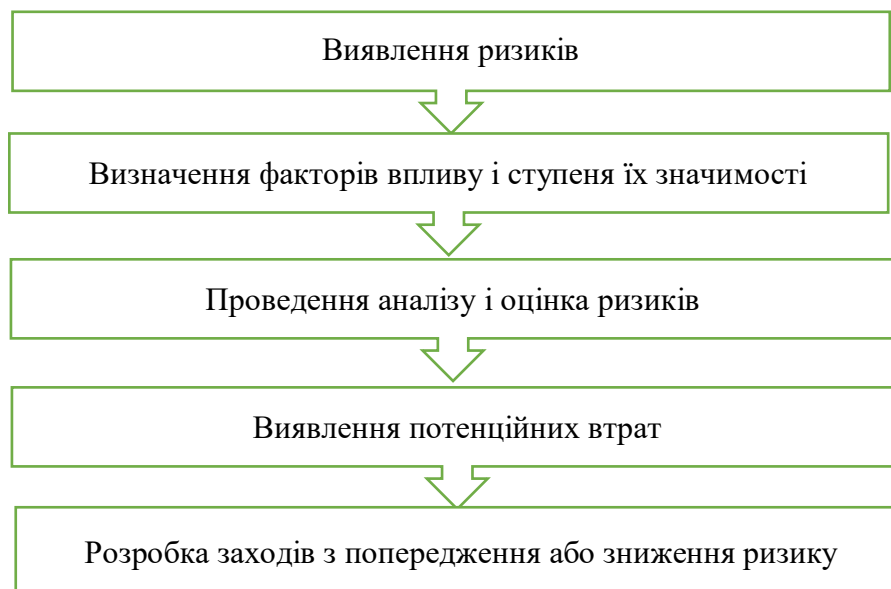 Виявлення ризиків
Визначення факторів впливу і ступеня їх значимості
Проведення аналізу і оцінка ризиків
Виявлення потенційних втрат
Розробка заходів з попередження або зниження ризику